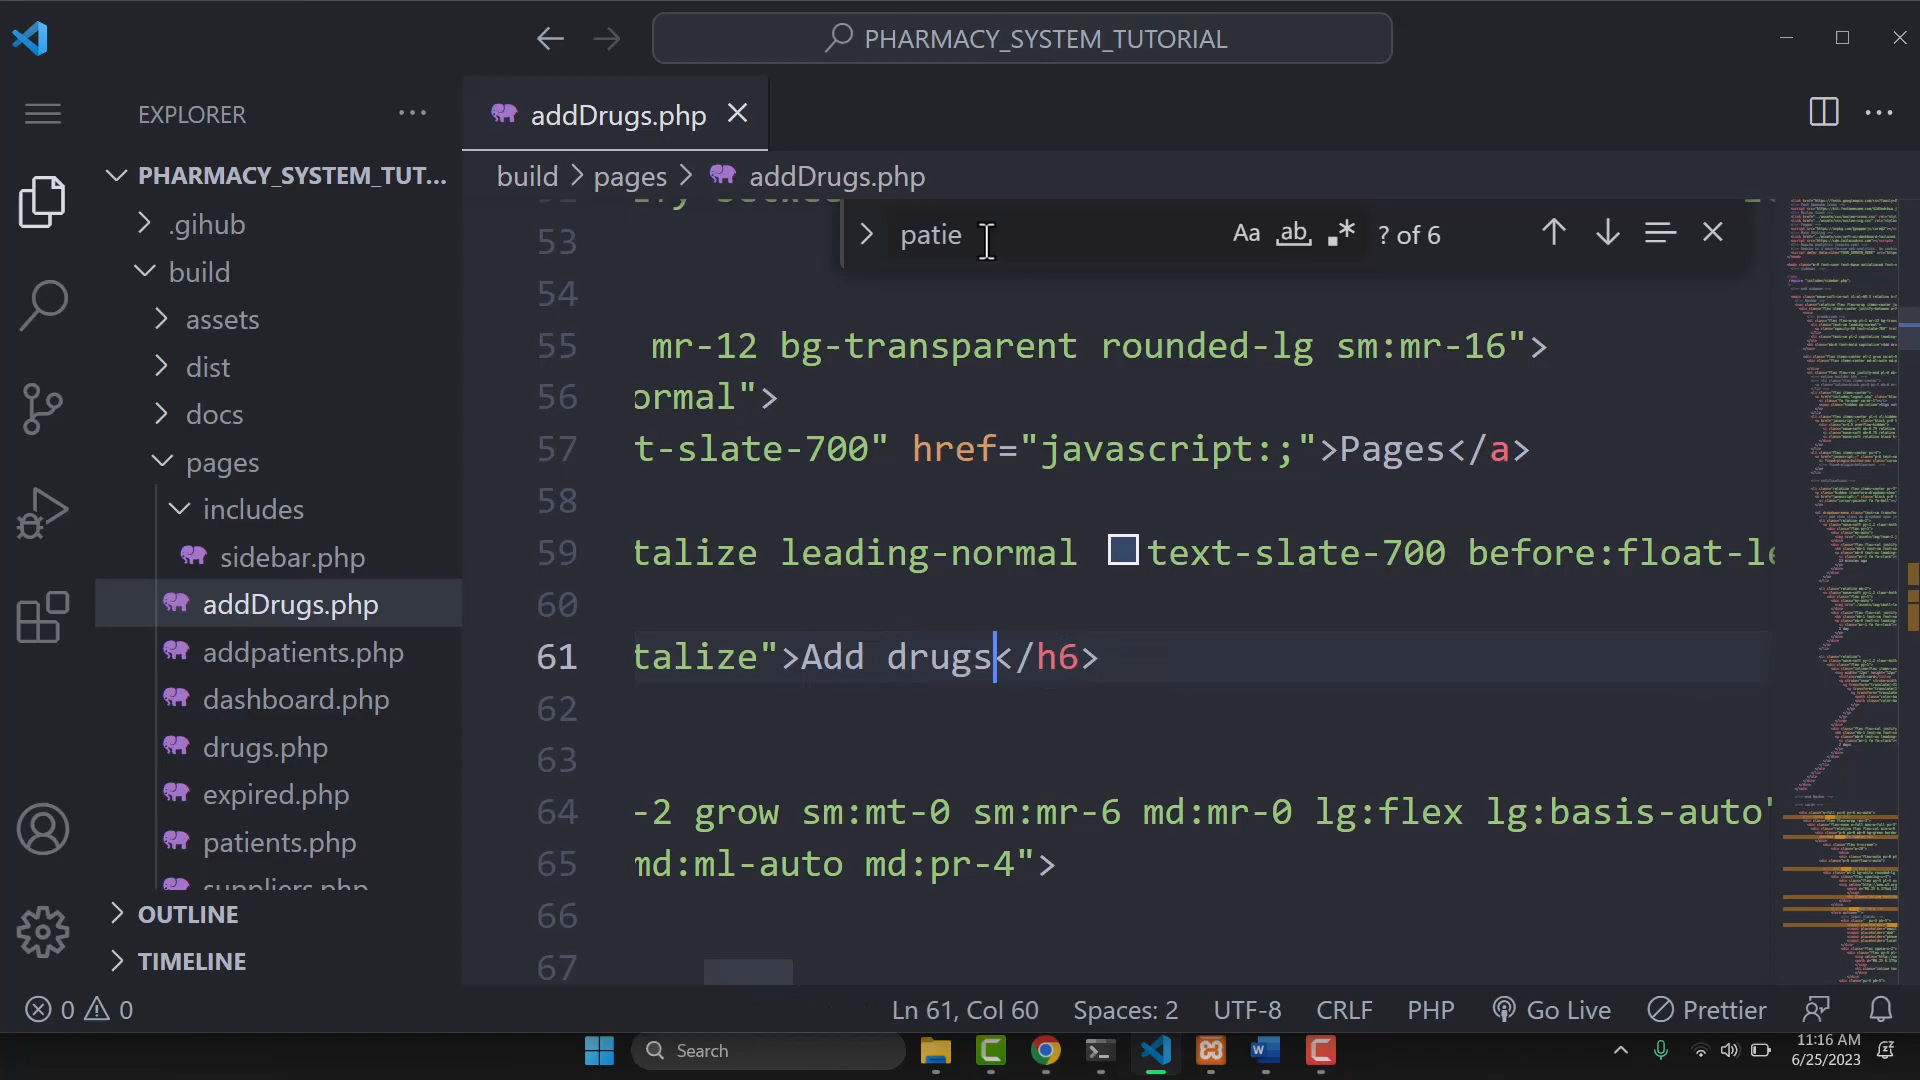 PHARMACY_SYSTEM_TUTORIAL
EXPLORER
addDrugs.php
PHARMACY_SYSTEM_TUT...
build > pages > addDrugs.php
patie
Aa ab .* ? of 6
.gihub
build
assets
dist
docs
pages
includes
sidebar.php
addDrugs.php
addpatients.php
dashboard.php
drugs.php
expired.php
patients.php
suppliers.php
OUTLINE
TIMELINE
53
54
55 mr-12 bg-transparent rounded-lg sm:mr-16">
56 ormal">
57 t-slate-700" href="javascript:;">Pages</a>
58
59 talize leading-normal text-slate-700 before:float-le
60
61 talize">Add drugs</h6>
62
63
64 -2 grow sm:mt-0 sm:mr-6 md:mr-0 lg:flex lg:basis-auto"
65 md:ml-auto md:pr-4">
66
67
0 0
Ln 61, Col 60 Spaces: 2 UTF-8 CRLF PHP Go Live Prettier
Search
11:16 AM
6/25/2023